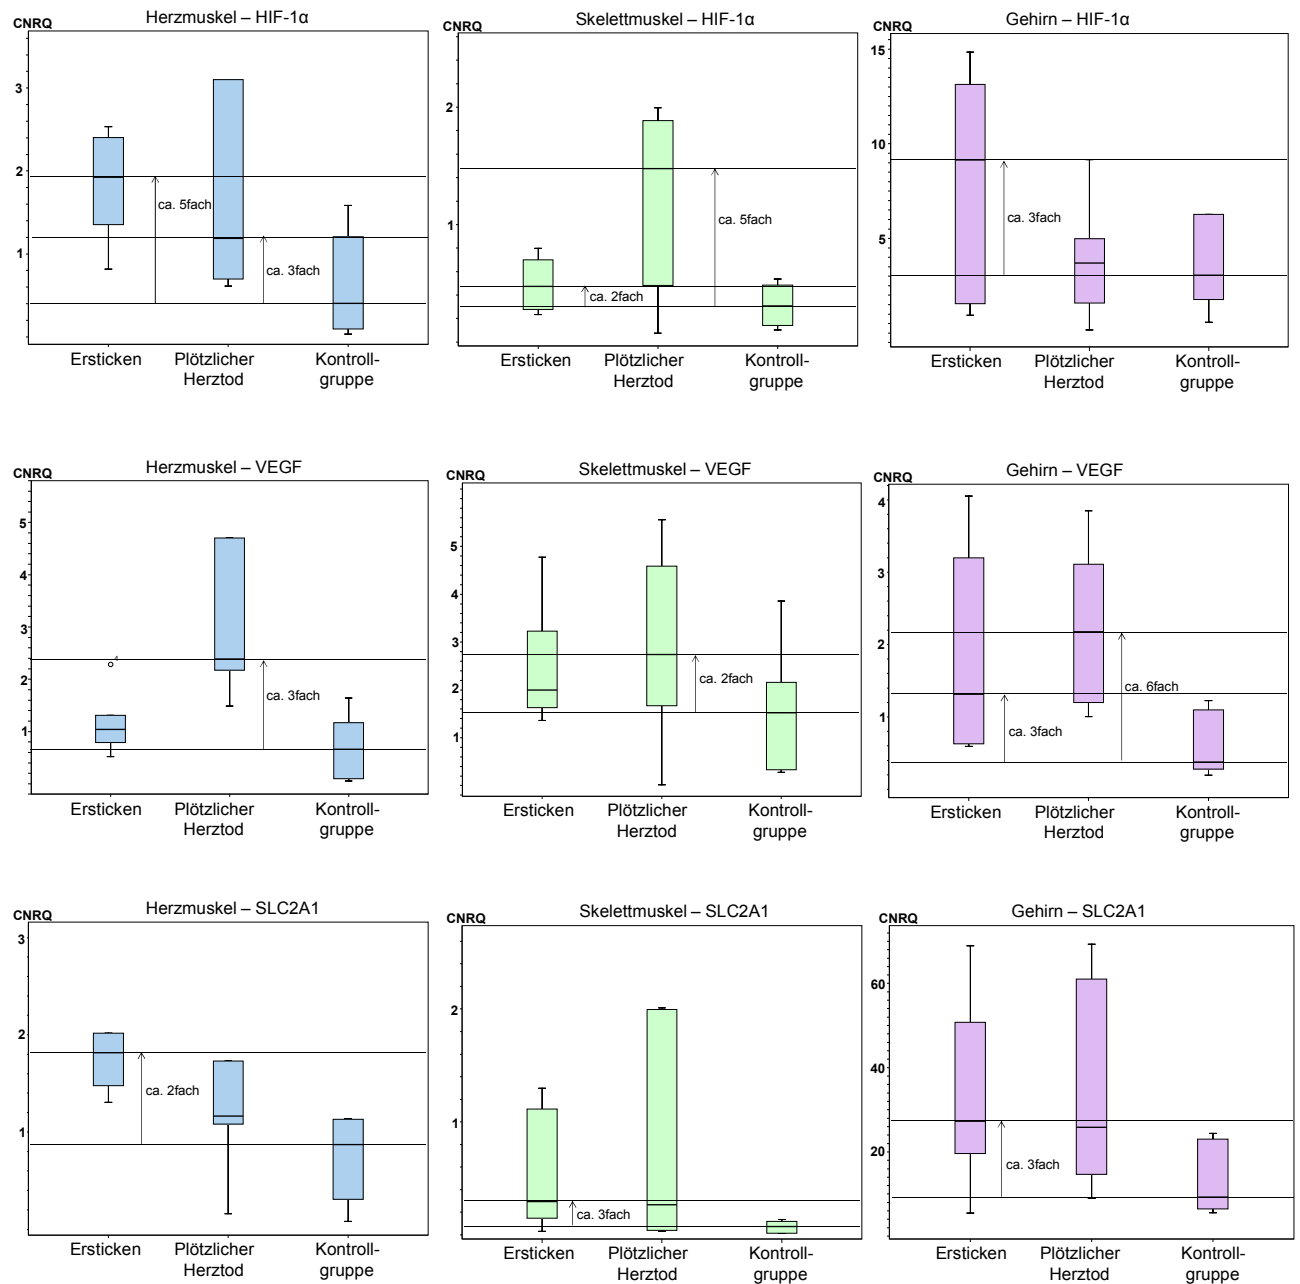 Herzmuskel – HIF-1α
CNRQ
3
2
1
ca. 5fach
ca. 3fach
Ersticken
Plötzlicher
Herztod
Kontroll-
gruppe
Skelettmuskel – HIF-1α
CNRQ
2
1
ca. 5fach
ca. 2fach
Ersticken
Plötzlicher
Herztod
Kontroll-
gruppe
Gehirn – HIF-1α
CNRQ
15
10
5
ca. 3fach
Ersticken
Plötzlicher
Herztod
Kontroll-
gruppe
Herzmuskel – VEGF
CNRQ
5
4
3
2
1
4
ca. 3fach
Ersticken
Plötzlicher
Herztod
Kontroll-
gruppe
Skelettmuskel – VEGF
CNRQ
5
4
3
2
1
ca. 2fach
Ersticken
Plötzlicher
Herztod
Kontroll-
gruppe
Gehirn – VEGF
CNRQ
4
3
2
1
ca. 6fach
ca. 3fach
Ersticken
Plötzlicher
Herztod
Kontroll-
gruppe
Herzmuskel – SLC2A1
CNRQ
3
2
1
ca. 2fach
Ersticken
Plötzlicher
Herztod
Kontroll-
gruppe
Skelettmuskel – SLC2A1
CNRQ
2
1
ca. 3fach
Ersticken
Plötzlicher
Herztod
Kontroll-
gruppe
Gehirn – SLC2A1
CNRQ
60
40
20
ca. 3fach
Ersticken
Plötzlicher
Herztod
Kontroll-
gruppe